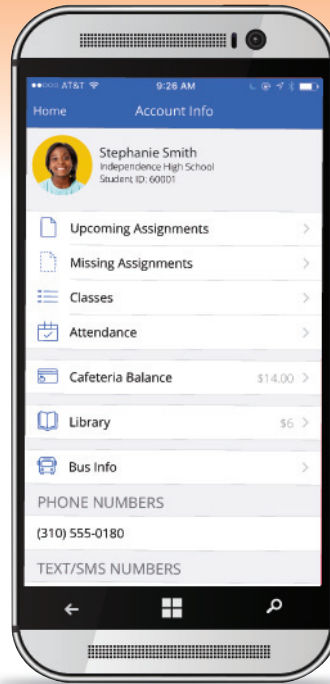 AT&T 9:26 AM
Home Account Info
Stephanie Smith
Independence High School
Student ID: 60001
Upcoming Assignments
Missing Assignments
Classes
Attendance
Cafeteria Balance $14.00
Library $6
Bus Info
PHONE NUMBERS
(310) 555-0180
TEXT/SMS NUMBERS